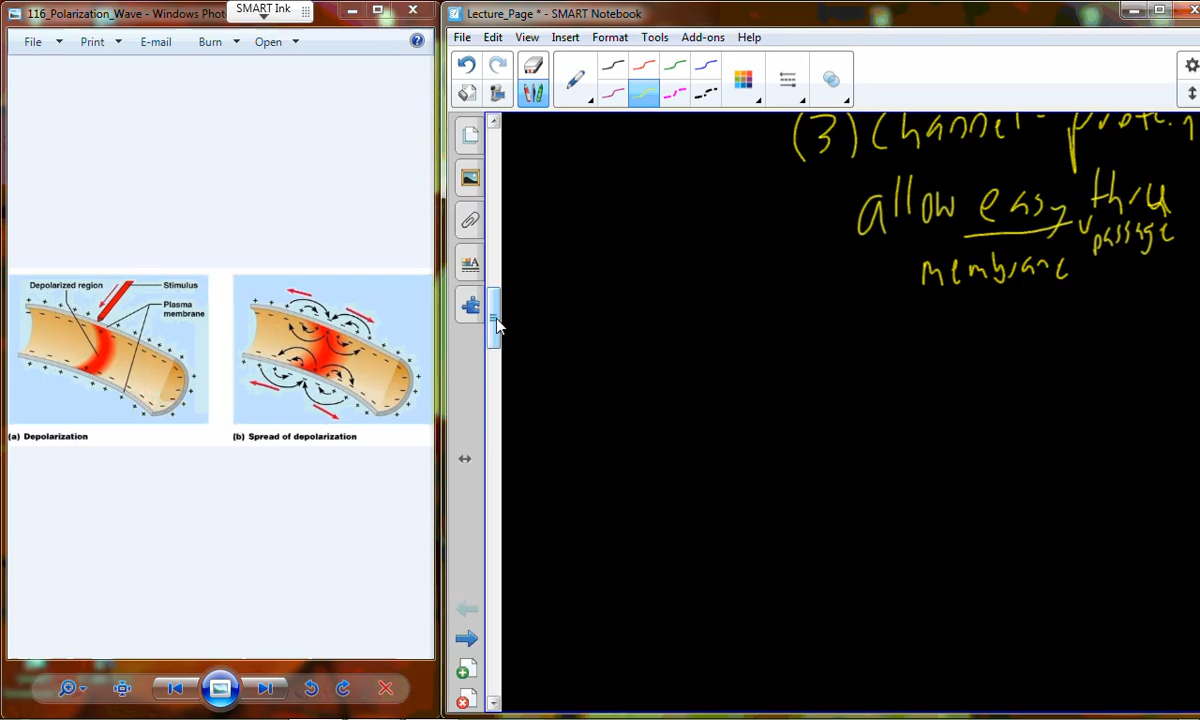 116_Polarization_Wave - Windows Phot
SMART Ink
File Print E-mail Burn Open
Depolarized region
Stimulus
Plasma
membrane
(a) Depolarization
(b) Spread of depolarization
Lecture_Page * - SMART Notebook
File Edit View Insert Format Tools Add-ons Help
(3) Channel-
allow easy thru
passage
membrane